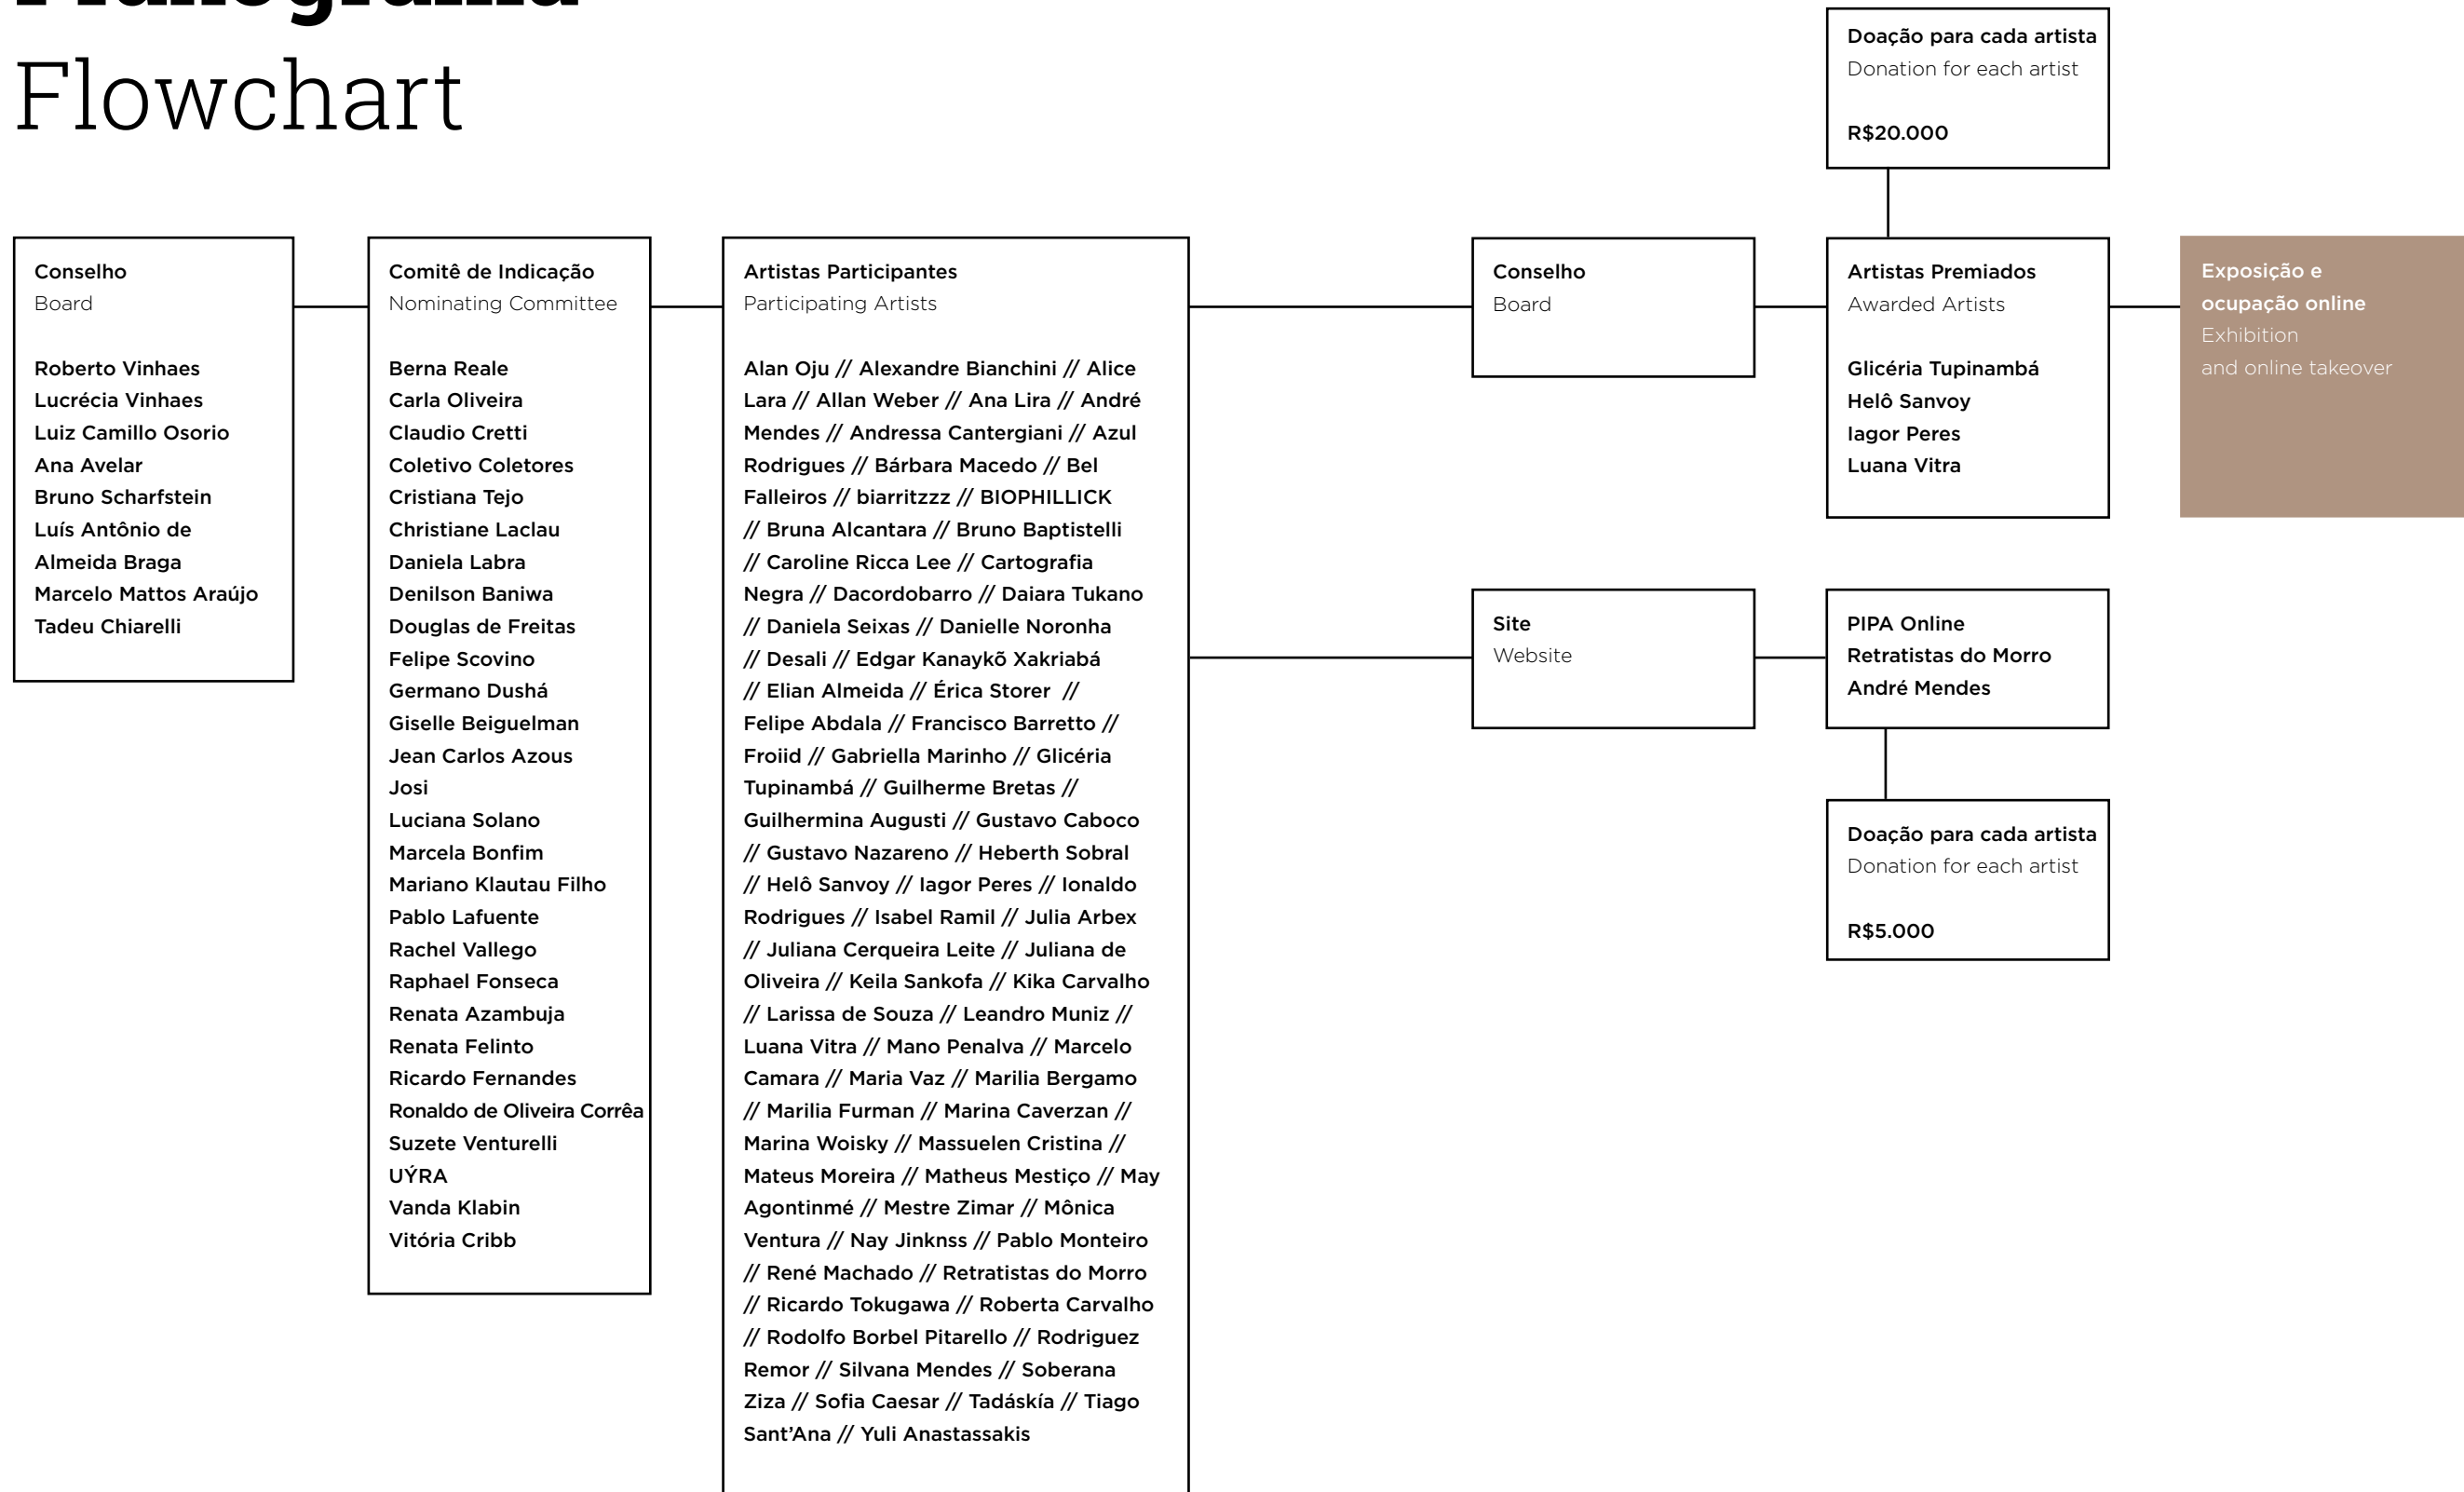 Flowchart
Doação para cada artista
Donation for each artist
R$20.000
Conselho
Board
Roberto Vinhaes
Lucrécia Vinhaes
Luiz Camillo Osorio
Ana Avelar
Bruno Scharfstein
Luís Antônio de
Almeida Braga
Marcelo Mattos Araújo
Tadeu Chiarelli
Comitê de Indicação
Nominating Committee
Berna Reale
Carla Oliveira
Claudio Cretti
Coletivo Coletores
Cristiana Tejo
Christiane Laclau
Daniela Labra
Denilson Baniwa
Douglas de Freitas
Felipe Scovino
Germano Dushá
Giselle Beiguelman
Jean Carlos Azous
Josi
Luciana Solano
Marcela Bonfim
Mariano Klautau Filho
Pablo Lafuente
Rachel Vallego
Raphael Fonseca
Renata Azambuja
Renata Felinto
Ricardo Fernandes
Ronaldo de Oliveira Corrêa
Suzete Venturelli
UÝRA
Vanda Klabin
Vitória Cribb
Artistas Participantes
Participating Artists
Alan Oju // Alexandre Bianchini // Alice
Lara // Allan Weber // Ana Lira // André
Mendes // Andressa Cantergiani // Azul
Rodrigues // Bárbara Macedo // Bel
Falleiros // biarritzzz // BIOPHILLICK
// Bruna Alcantara // Bruno Baptistelli
// Caroline Ricca Lee // Cartografia
Negra // Dacordobarro // Daiara Tukano
// Daniela Seixas // Danielle Noronha
// Desali // Edgar Kanaykõ Xakriabá
// Elian Almeida // Érica Storer //
Felipe Abdala // Francisco Barretto //
Froiid // Gabriella Marinho // Glicéria
Tupinambá // Guilherme Bretas //
Guilhermina Augusti // Gustavo Caboco
// Gustavo Nazareno // Heberth Sobral
// Helô Sanvoy // Iagor Peres // Ionaldo
Rodrigues // Isabel Ramil // Julia Arbex
// Juliana Cerqueira Leite // Juliana de
Oliveira // Keila Sankofa // Kika Carvalho
// Larissa de Souza // Leandro Muniz //
Luana Vitra // Mano Penalva // Marcelo
Camara // Maria Vaz // Marilia Bergamo
// Marilia Furman // Marina Caverzan //
Marina Woisky // Massuelen Cristina //
Mateus Moreira // Matheus Mestiço // May
Agontinmé // Mestre Zimar // Mônica
Ventura // Nay Jinknss // Pablo Monteiro
// René Machado // Retratistas do Morro
// Ricardo Tokugawa // Roberta Carvalho
// Rodolfo Borbel Pitarello // Rodriguez
Remor // Silvana Mendes // Soberana
Ziza // Sofia Caesar // Tadáskía // Tiago
Sant’Ana // Yuli Anastassakis
Conselho
Board
Artistas Premiados
Awarded Artists
Glicéria Tupinambá
Helô Sanvoy
Iagor Peres
Luana Vitra
Exposição e
ocupação online
Exhibition
and online takeover
Site
Website
PIPA Online
Retratistas do Morro
André Mendes
Doação para cada artista
Donation for each artist
R$5.000